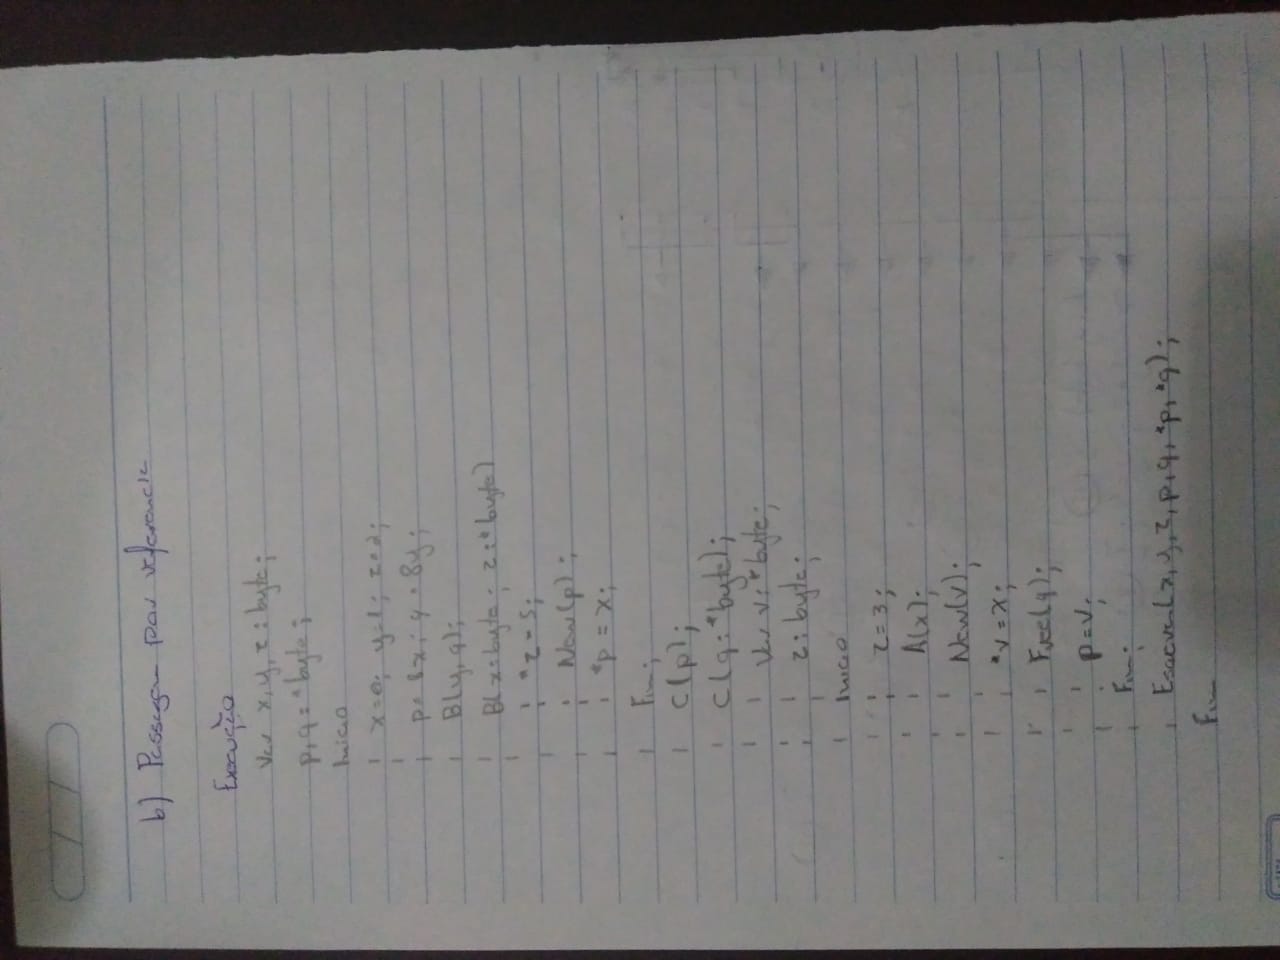 b) Passagem por referencia
Execução
Var x, y, z : byte;
p, q : *byte;
Inicio
x=0; y=1; z=2;
p= &x; q = &y;
B(y, q);
B(x:byte; z:*byte)
*z = 5;
New(p);
*p = x;
Fim;
C(p);
C(q:*byte);
Var v:*byte;
z: byte;
Inicio
z=3;
A(x);
New(v);
*v = x;
Free(q);
p=v;
Fim;
Escrever(x, y, z, p, q, *p, *q);
Fim